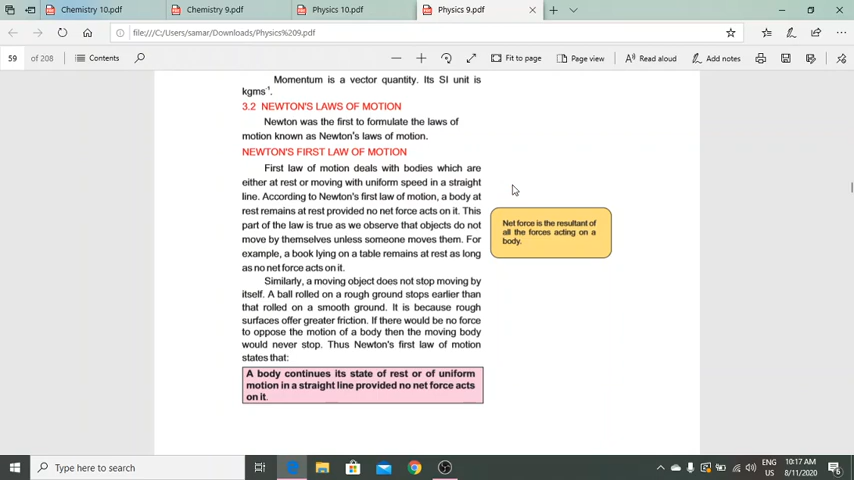 Chemistry 10.pdf
Chemistry 9.pdf
Physics 10.pdf
Physics 9.pdf
file:///C:/Users/samar/Downloads/Physics%209.pdf
59 of 208
Contents
Fit to page
Page view
Read aloud
Add notes
Momentum is a vector quantity. Its SI unit is
kgms⁻¹.
3.2 NEWTON'S LAWS OF MOTION
Newton was the first to formulate the laws of
motion known as Newton's laws of motion.
NEWTON'S FIRST LAW OF MOTION
First law of motion deals with bodies which are
either at rest or moving with uniform speed in a straight
line. According to Newton's first law of motion, a body at
rest remains at rest provided no net force acts on it. This
part of the law is true as we observe that objects do not
move by themselves unless someone moves them. For
example, a book lying on a table remains at rest as long
as no net force acts on it.
Similarly, a moving object does not stop moving by
itself. A ball rolled on a rough ground stops earlier than
that rolled on a smooth ground. It is because rough
surfaces offer greater friction. If there would be no force
to oppose the motion of a body then the moving body
would never stop. Thus Newton's first law of motion
states that:
A body continues its state of rest or of uniform
motion in a straight line provided no net force acts
on it.
Net force is the resultant of
all the forces acting on a
body.
Type here to search
ENG
US
10:17 AM
8/11/2020